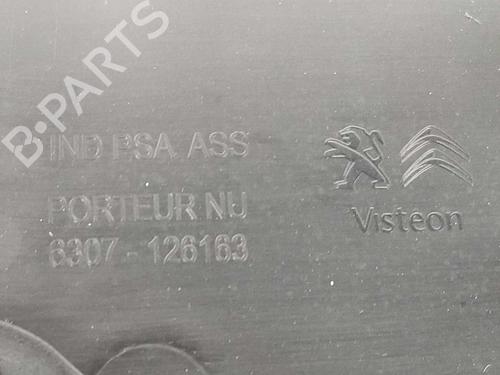 B-PARTS
IND PSA ASS
PORTEUR NU
6307 - 126163
Visteon